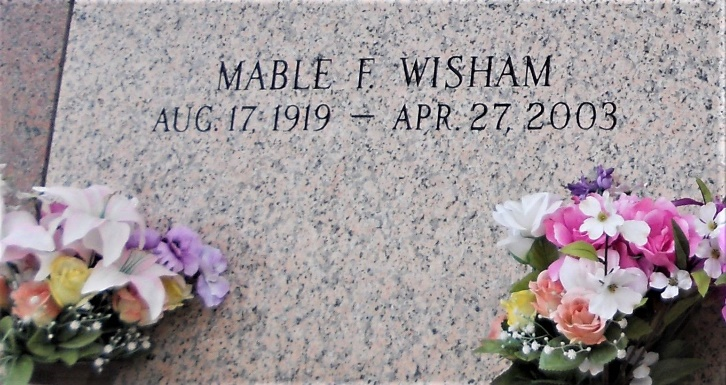 MABLE F. WISHAM
AUG. 17, 1919 – APR. 27, 2003